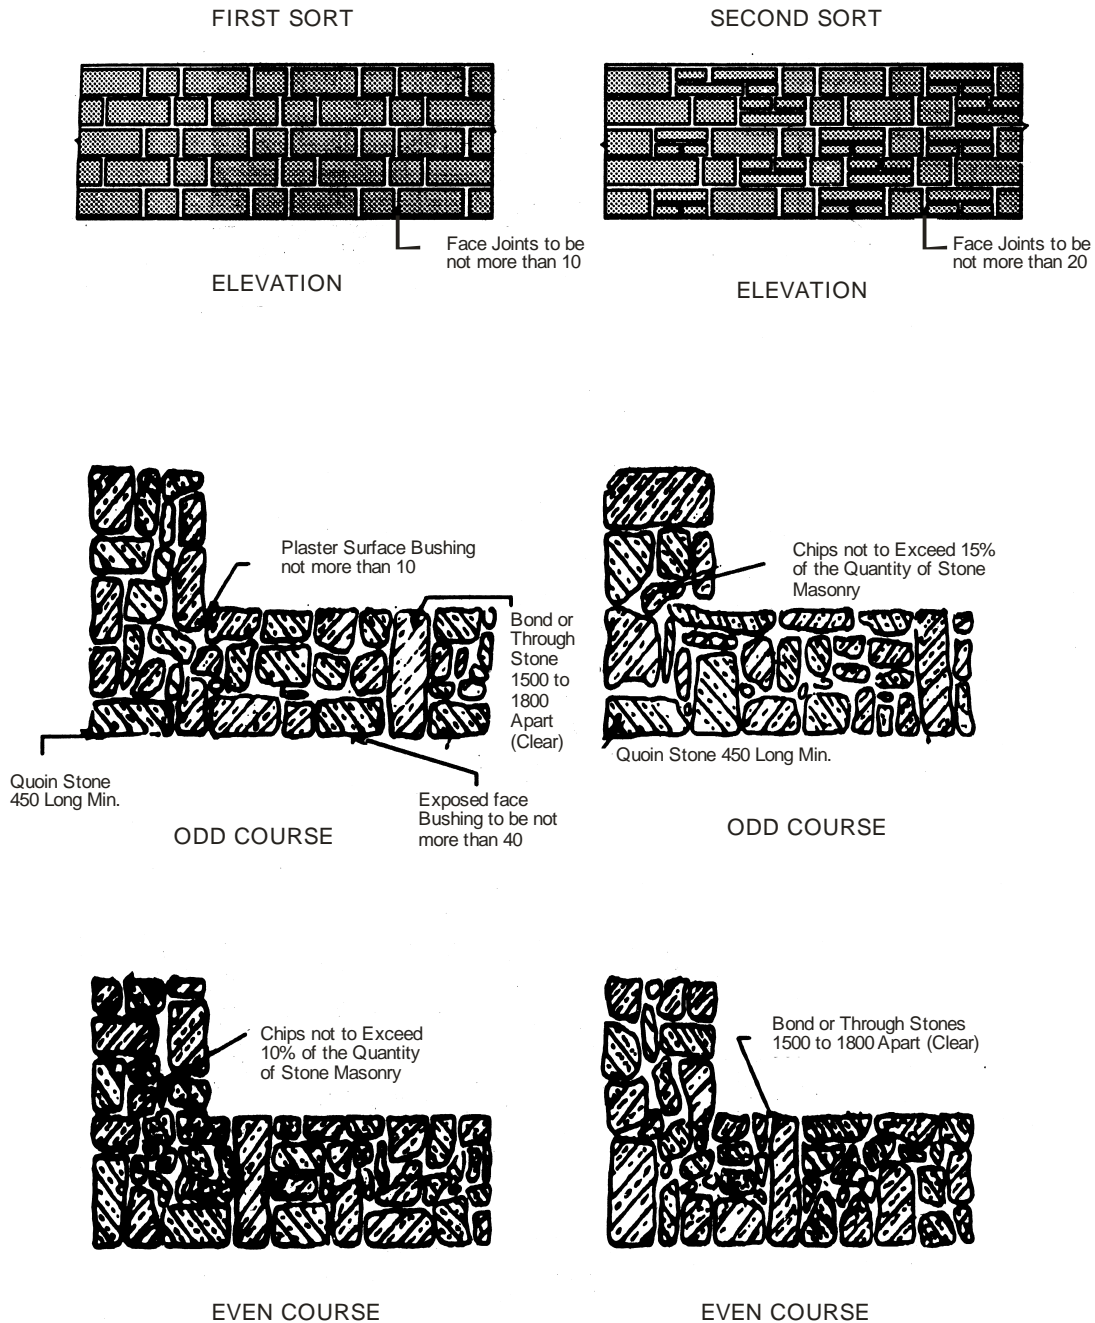 FIRST SORT
SECOND SORT
Face Joints to be
not more than 10
Face Joints to be
not more than 20
ELEVATION
ELEVATION
Plaster Surface Bushing
not more than 10
Bond or
Through
Stone
1500 to
1800
Apart
(Clear)
Chips not to Exceed 15%
of the Quantity of Stone
Masonry
Quoin Stone
450 Long Min.
Exposed face
Bushing to be not
more than 40
Quoin Stone 450 Long Min.
ODD COURSE
ODD COURSE
Chips not to Exceed
10% of the Quantity
of Stone Masonry
Bond or Through Stones
1500 to 1800 Apart (Clear)
EVEN COURSE
EVEN COURSE